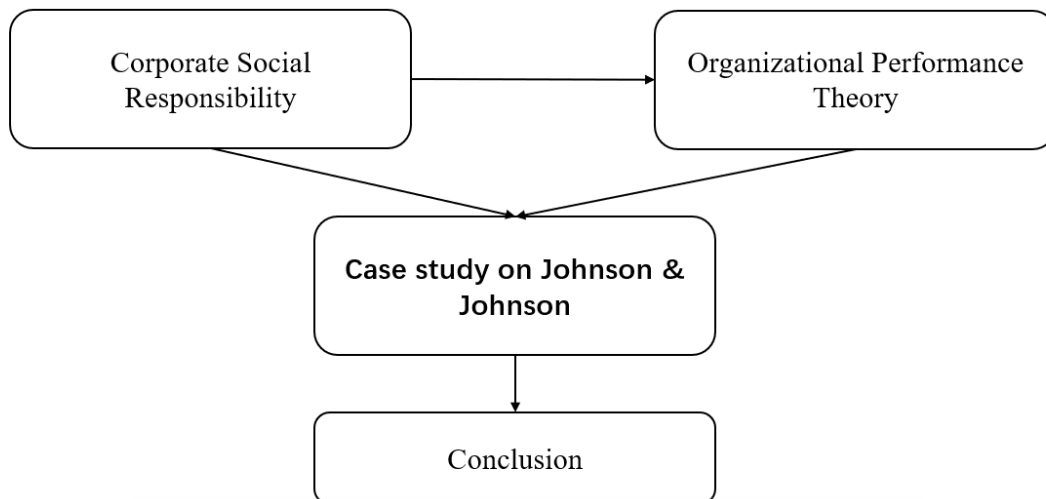 Corporate Social
Responsibility
Organizational Performance
Theory
Case study on Johnson &
Johnson
Conclusion